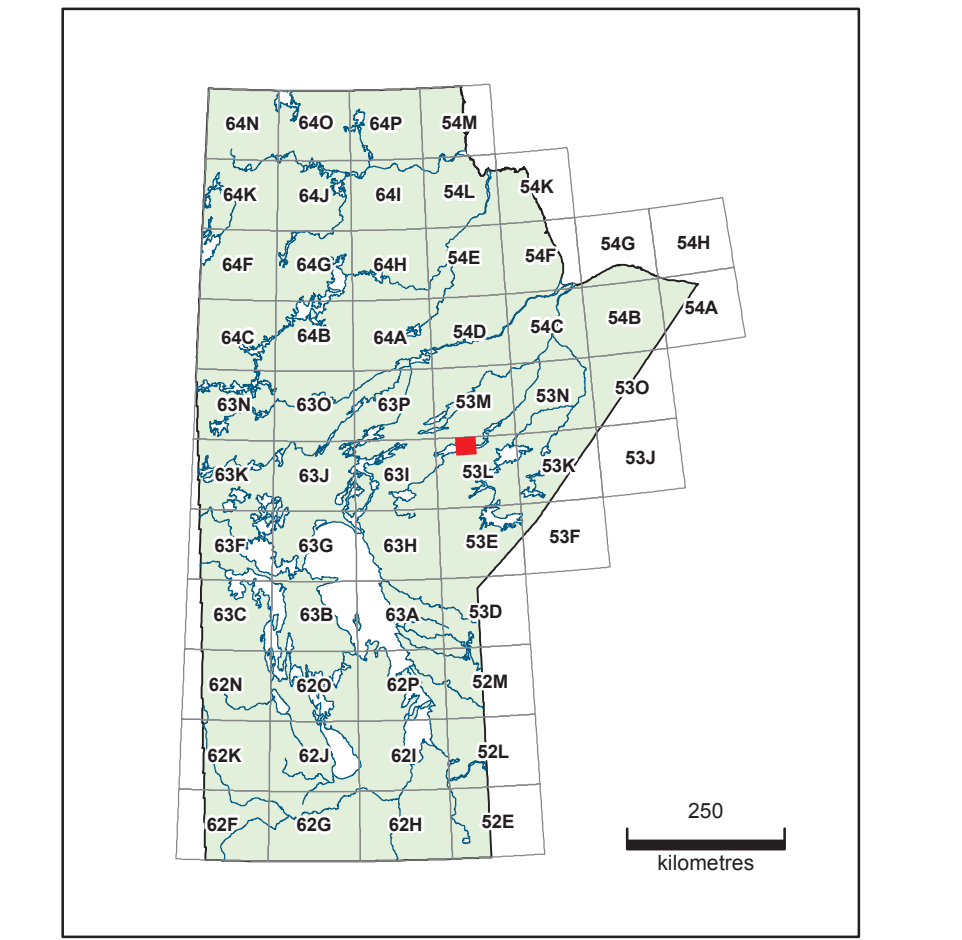 64N 64O 64P 54M
64K 64J 64I 54L 54K
64F 64G 64H 54E 54F 54G 54H
64C 64B 64A 54D 54C 54B 54A
63N 63O 63P 53M 53N 53O
63K 63J 63I 53L 53K 53J
63F 63G 63H 53E 53F
63C 63B 63A 53D
62N 62O 62P 52M
62K 62J 62I 52L
62F 62G 62H 52E
250
kilometres